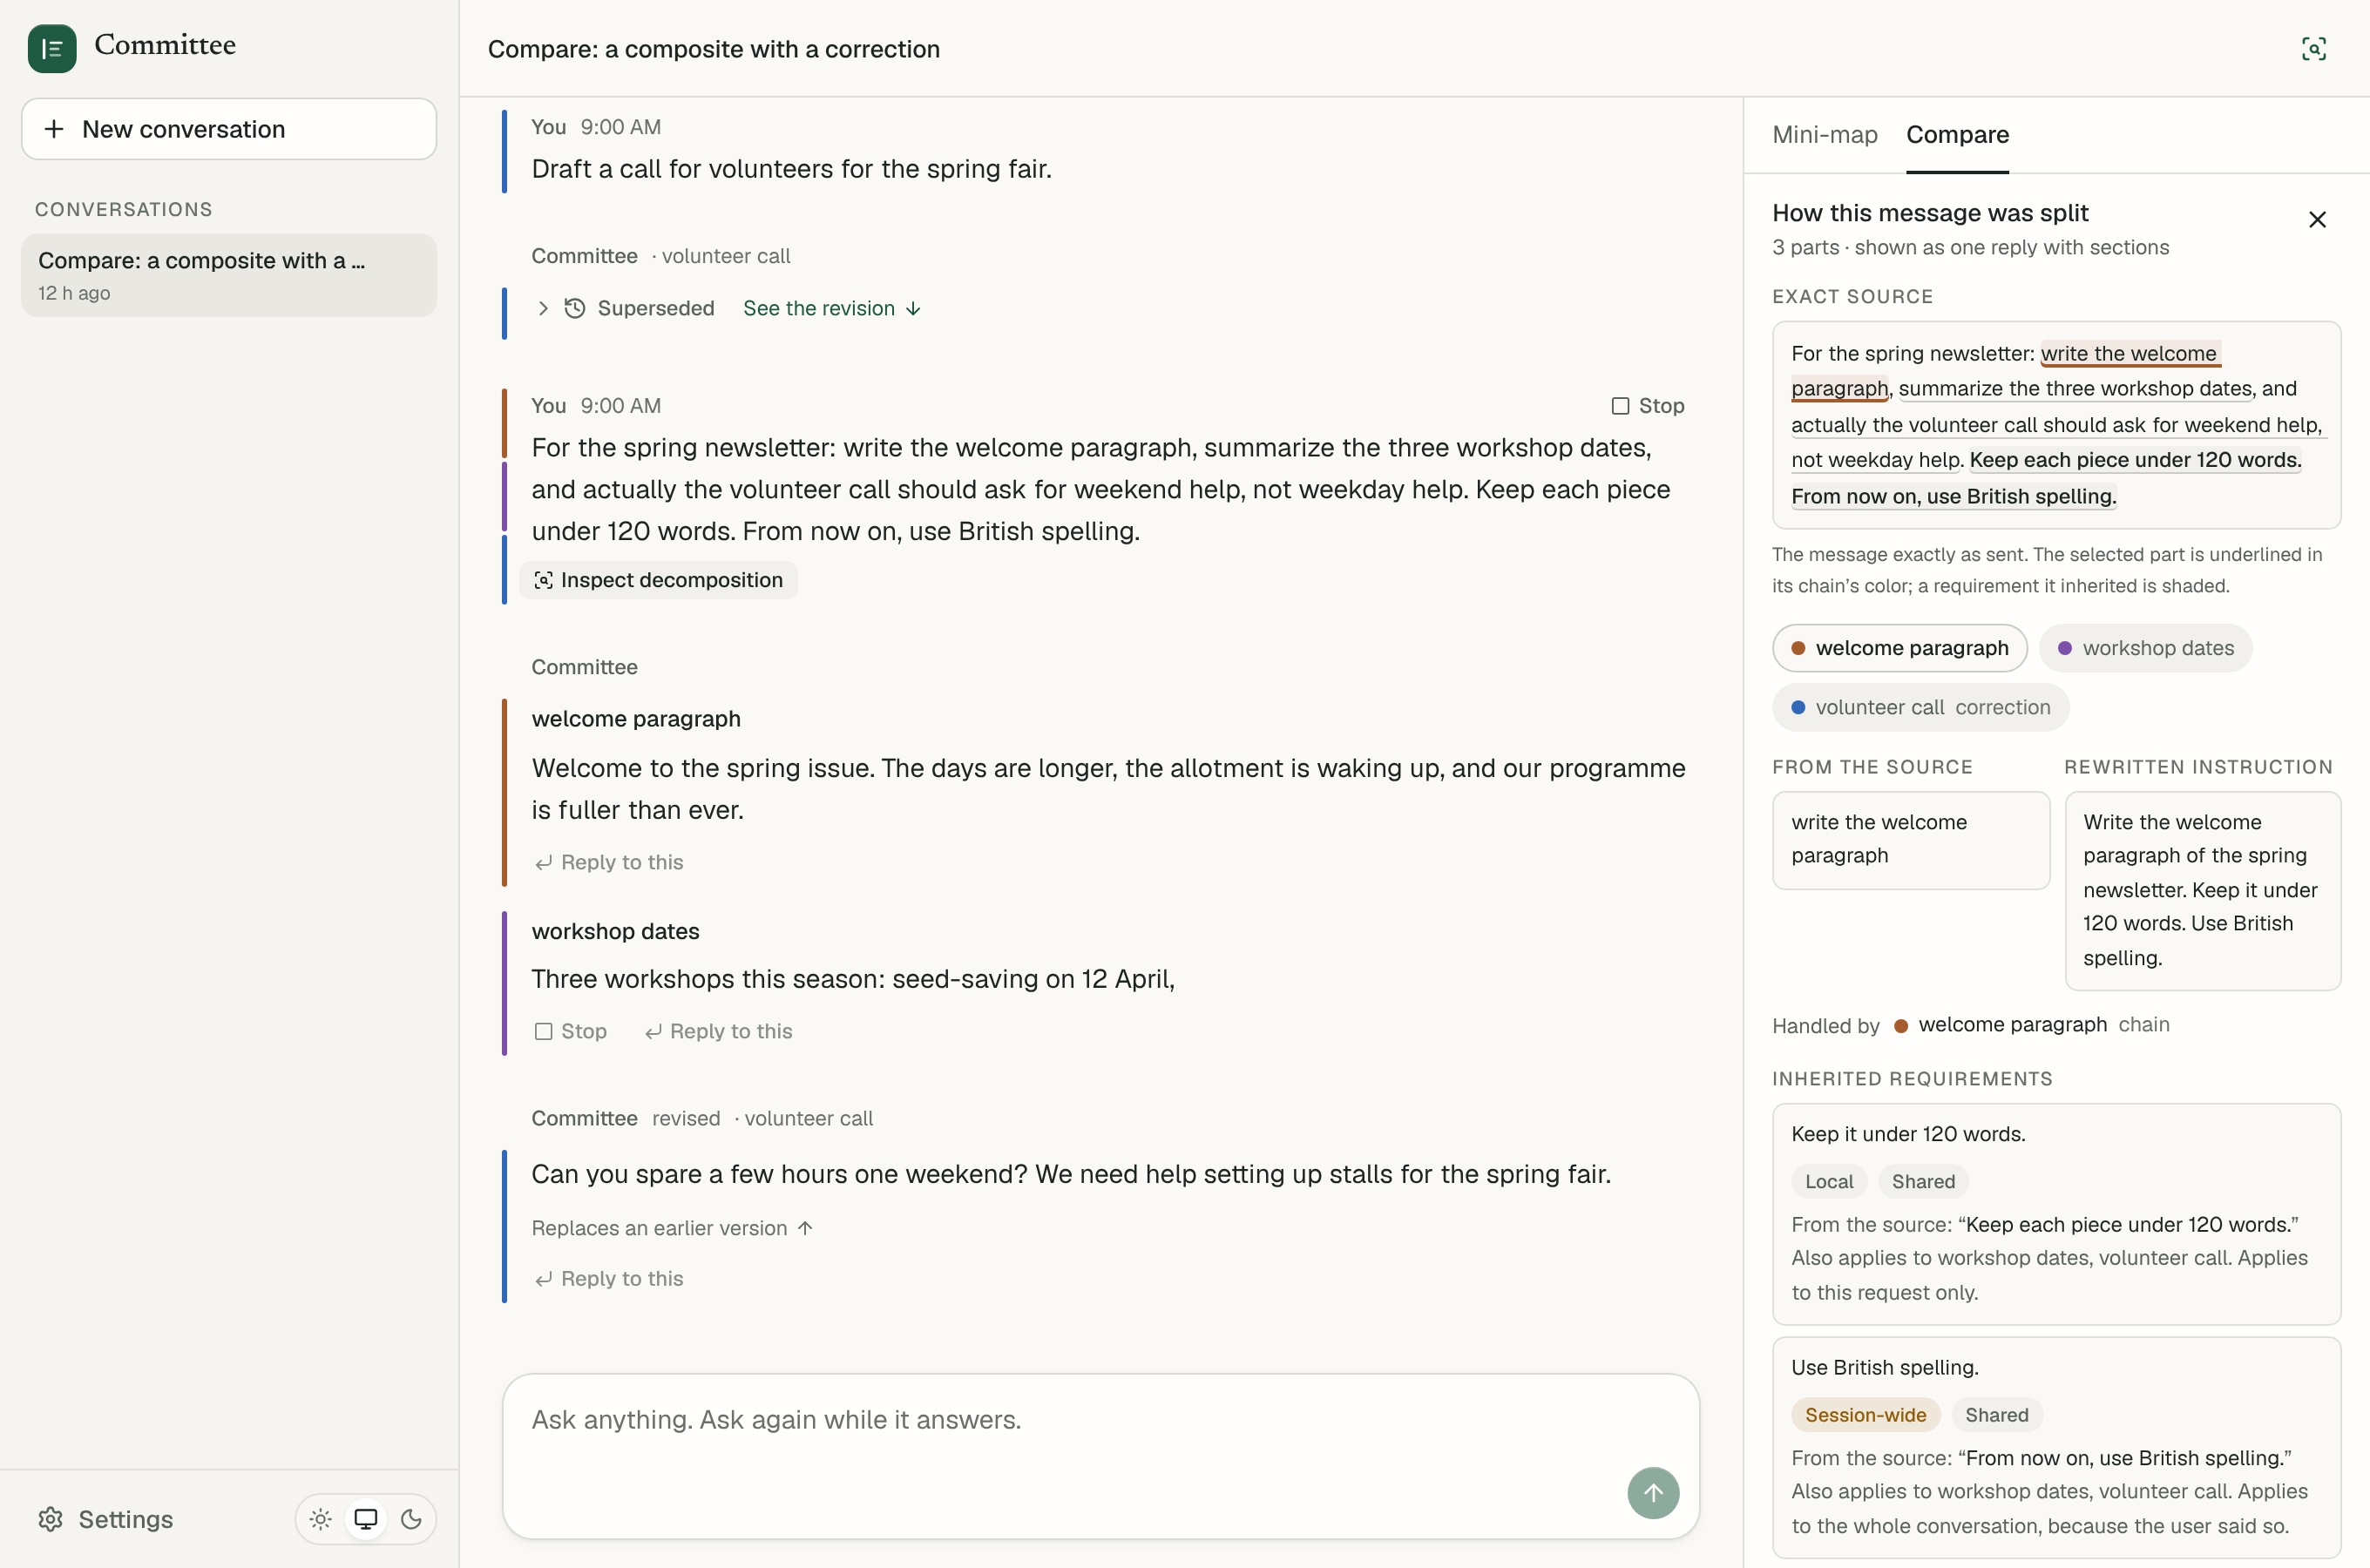 Committee
New conversation
CONVERSATIONS
Compare: a composite with a ...
12 h ago
Settings
Compare: a composite with a correction
You 9:00 AM
Draft a call for volunteers for the spring fair.
Committee · volunteer call
Superseded See the revision ↓
You 9:00 AM Stop
For the spring newsletter: write the welcome paragraph, summarize the three workshop dates,
and actually the volunteer call should ask for weekend help, not weekday help. Keep each piece
under 120 words. From now on, use British spelling.
Inspect decomposition
Committee
welcome paragraph
Welcome to the spring issue. The days are longer, the allotment is waking up, and our programme
is fuller than ever.
Reply to this
workshop dates
Three workshops this season: seed-saving on 12 April,
Stop Reply to this
Committee revised · volunteer call
Can you spare a few hours one weekend? We need help setting up stalls for the spring fair.
Replaces an earlier version ↑
Reply to this
Ask anything. Ask again while it answers.
Mini-map Compare
How this message was split
3 parts · shown as one reply with sections
EXACT SOURCE
For the spring newsletter: write the welcome
paragraph, summarize the three workshop dates, and
actually the volunteer call should ask for weekend help,
not weekday help. Keep each piece under 120 words.
From now on, use British spelling.
The message exactly as sent. The selected part is underlined in
its chain’s color; a requirement it inherited is shaded.
welcome paragraph workshop dates
volunteer call correction
FROM THE SOURCE
write the welcome
paragraph
REWRITTEN INSTRUCTION
Write the welcome
paragraph of the spring
newsletter. Keep it under
120 words. Use British
spelling.
Handled by welcome paragraph chain
INHERITED REQUIREMENTS
Keep it under 120 words.
Local Shared
From the source: “Keep each piece under 120 words.”
Also applies to workshop dates, volunteer call. Applies
to this request only.
Use British spelling.
Session-wide Shared
From the source: “From now on, use British spelling.”
Also applies to workshop dates, volunteer call. Applies
to the whole conversation, because the user said so.